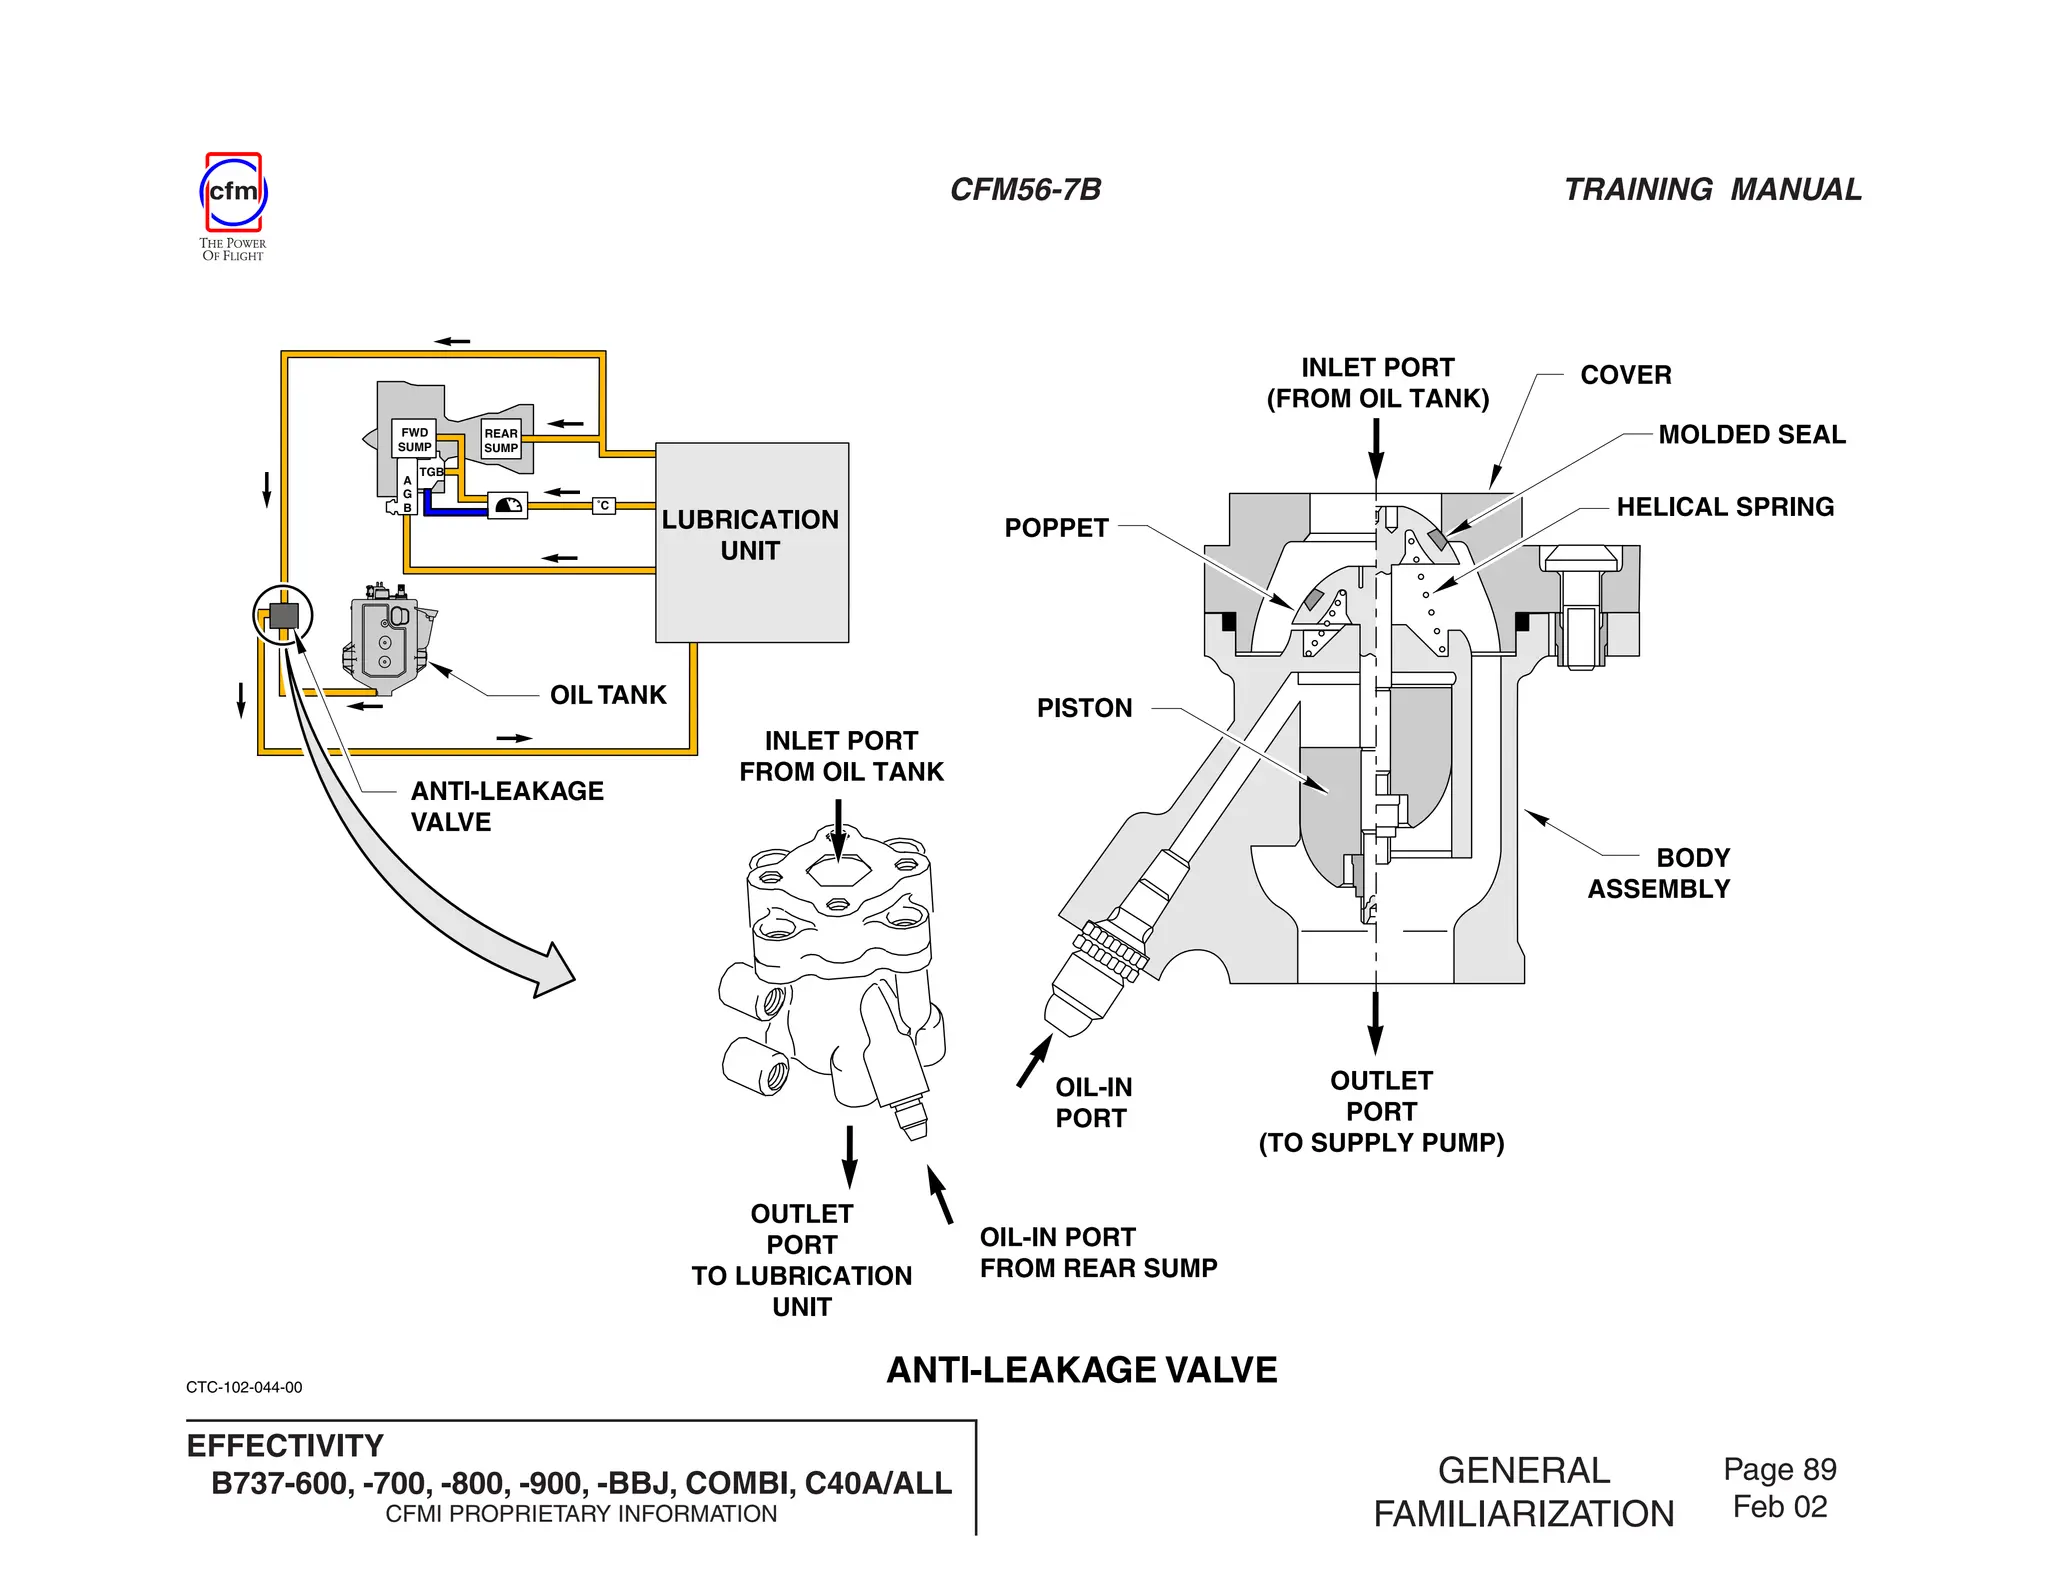 cfm
THE POWER
OF FLIGHT
CFM56-7B
TRAINING MANUAL
FWD
SUMP
REAR
SUMP
TGB
A
G
B
°C
LUBRICATION
UNIT
OIL TANK
ANTI-LEAKAGE
VALVE
INLET PORT
FROM OIL TANK
OUTLET
PORT
TO LUBRICATION
UNIT
OIL-IN PORT
FROM REAR SUMP
INLET PORT
(FROM OIL TANK)
COVER
MOLDED SEAL
HELICAL SPRING
POPPET
PISTON
BODY
ASSEMBLY
OIL-IN
PORT
OUTLET
PORT
(TO SUPPLY PUMP)
ANTI-LEAKAGE VALVE
CTC-102-044-00
EFFECTIVITY
B737-600, -700, -800, -900, -BBJ, COMBI, C40A/ALL
CFMI PROPRIETARY INFORMATION
GENERAL
FAMILIARIZATION
Page 89
Feb 02